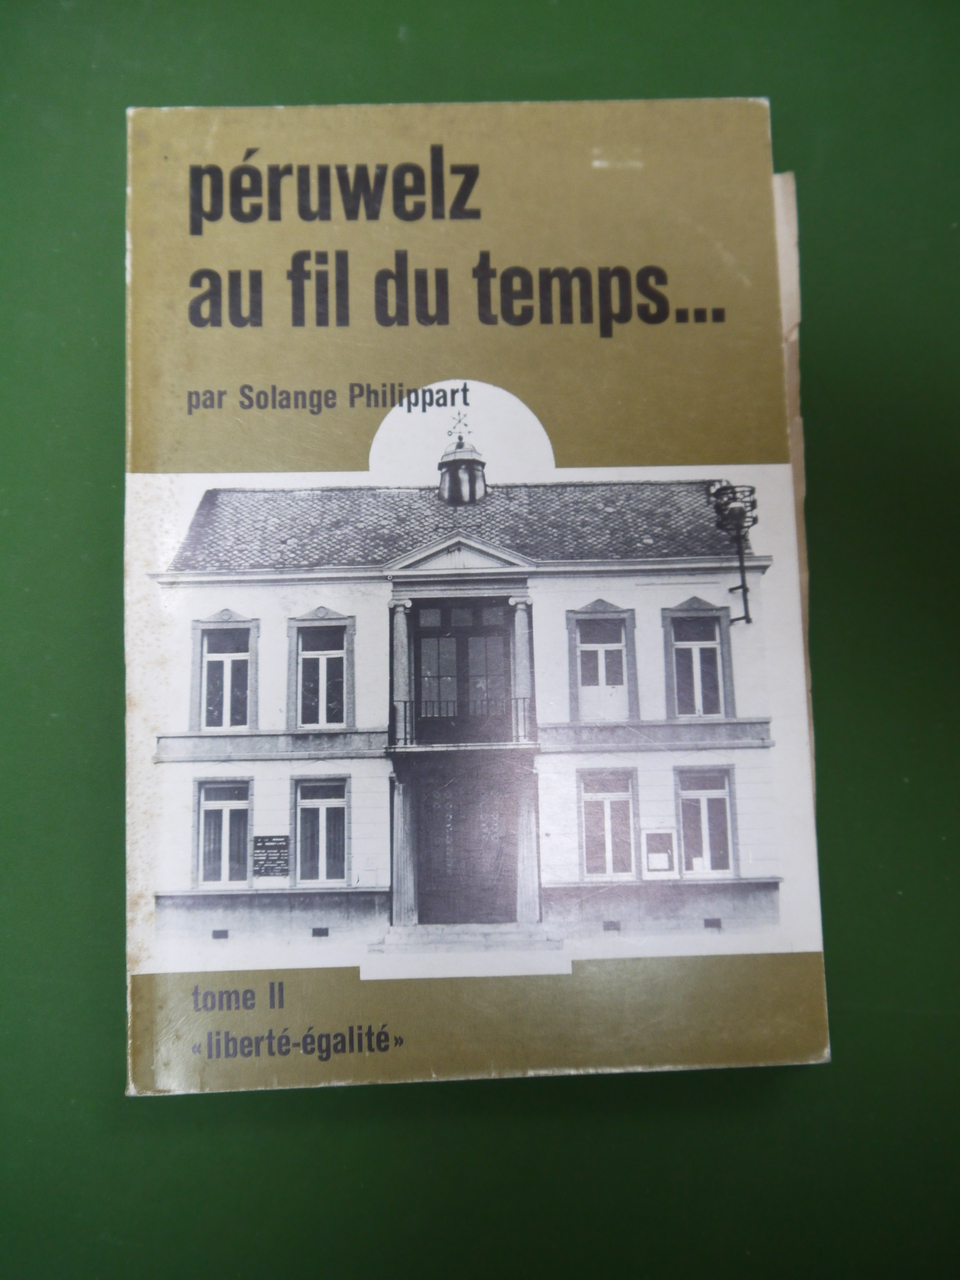 péruwelz
au fil du temps...
par Solange Philippart
tome II
«liberté-égalité»